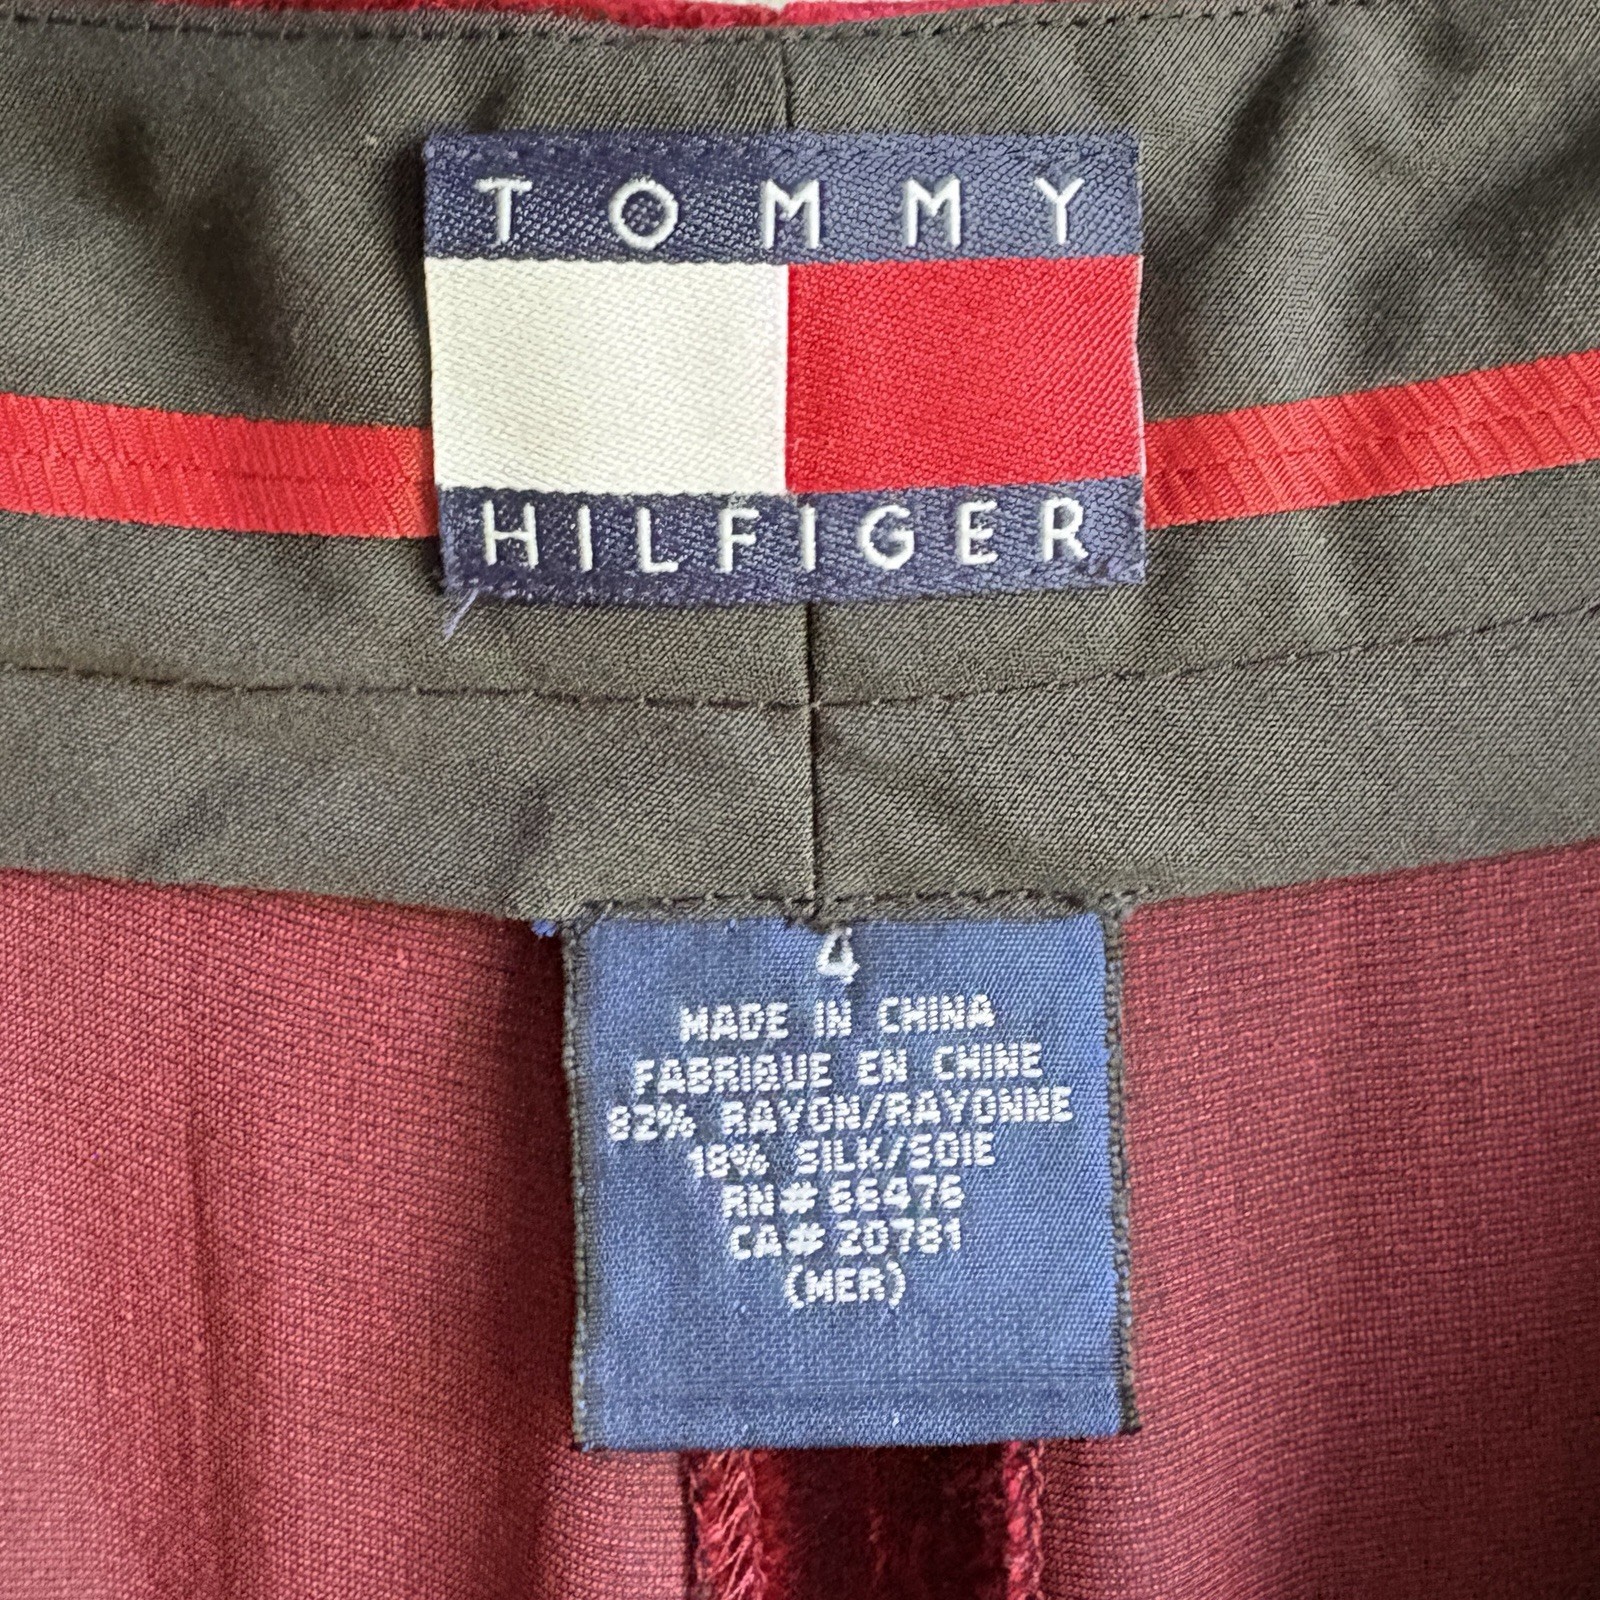 TOMMY
HILFIGER
4
MADE IN CHINA
FABRIQUE EN CHINE
82% RAYON/RAYONNE
18% SILK/SOIE
RN# 66476
CA# 20781
(MER)